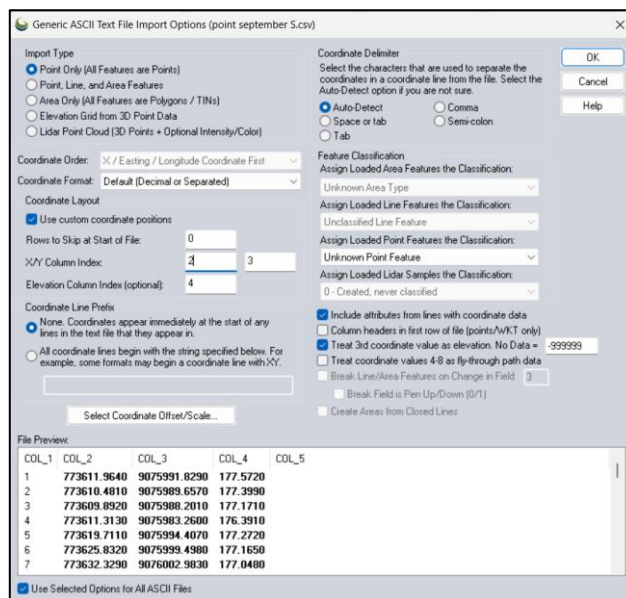 Generic ASCII Text File Import Options (point september S.csv)
Import Type
Point Only (All Features are Points)
Point, Line, and Area Features
Area Only (All Features are Polygons / TINs)
Elevation Grid from 3D Point Data
Lidar Point Cloud (3D Points + Optional Intensity/Color)
Coordinate Order: X / Easting / Longitude Coordinate First
Coordinate Format: Default (Decimal or Separated)
Coordinate Layout
Use custom coordinate positions
Rows to Skip at Start of File: 0
X/Y Column Index: 2 3
Elevation Column Index (optional): 4
Coordinate Line Prefix
None. Coordinates appear immediately at the start of any
lines in the text file that they appear in.
All coordinate lines begin with the string specified below. For
example, some formats may begin a coordinate line with XY.
Select Coordinate Offset/Scale...
Coordinate Delimiter
Select the characters that are used to separate the
coordinates in a coordinate line from the file. Select the
Auto-Detect option if you are not sure.
Auto-Detect Comma
Space or tab Semi-colon
Tab
Feature Classification
Assign Loaded Area Features the Classification:
Unknown Area Type
Assign Loaded Line Features the Classification:
Unclassified Line Feature
Assign Loaded Point Features the Classification:
Unknown Point Feature
Assign Loaded Lidar Samples the Classification:
0 - Created, never classified
Include attributes from lines with coordinate data
Column headers in first row of file (points/WKT only)
Treat 3rd coordinate value as elevation. No Data = -999999
Treat coordinate values 4-8 as fly-through path data
Break Line/Area Features on Change in Field 3
Break Field is Pen Up/Down (0/1)
Create Areas from Closed Lines
OK
Cancel
Help
File Preview:
COL_1 COL_2 COL_3 COL_4 COL_5
1 773611.9640 9075991.8290 177.5720
2 773610.4810 9075989.6570 177.3990
3 773609.8920 9075988.2010 177.1710
4 773611.3130 9075983.2600 176.3910
5 773619.7110 9075994.4070 177.2720
6 773625.8320 9075999.4980 177.1650
7 773632.3290 9076002.9830 177.0480
Use Selected Options for All ASCII Files